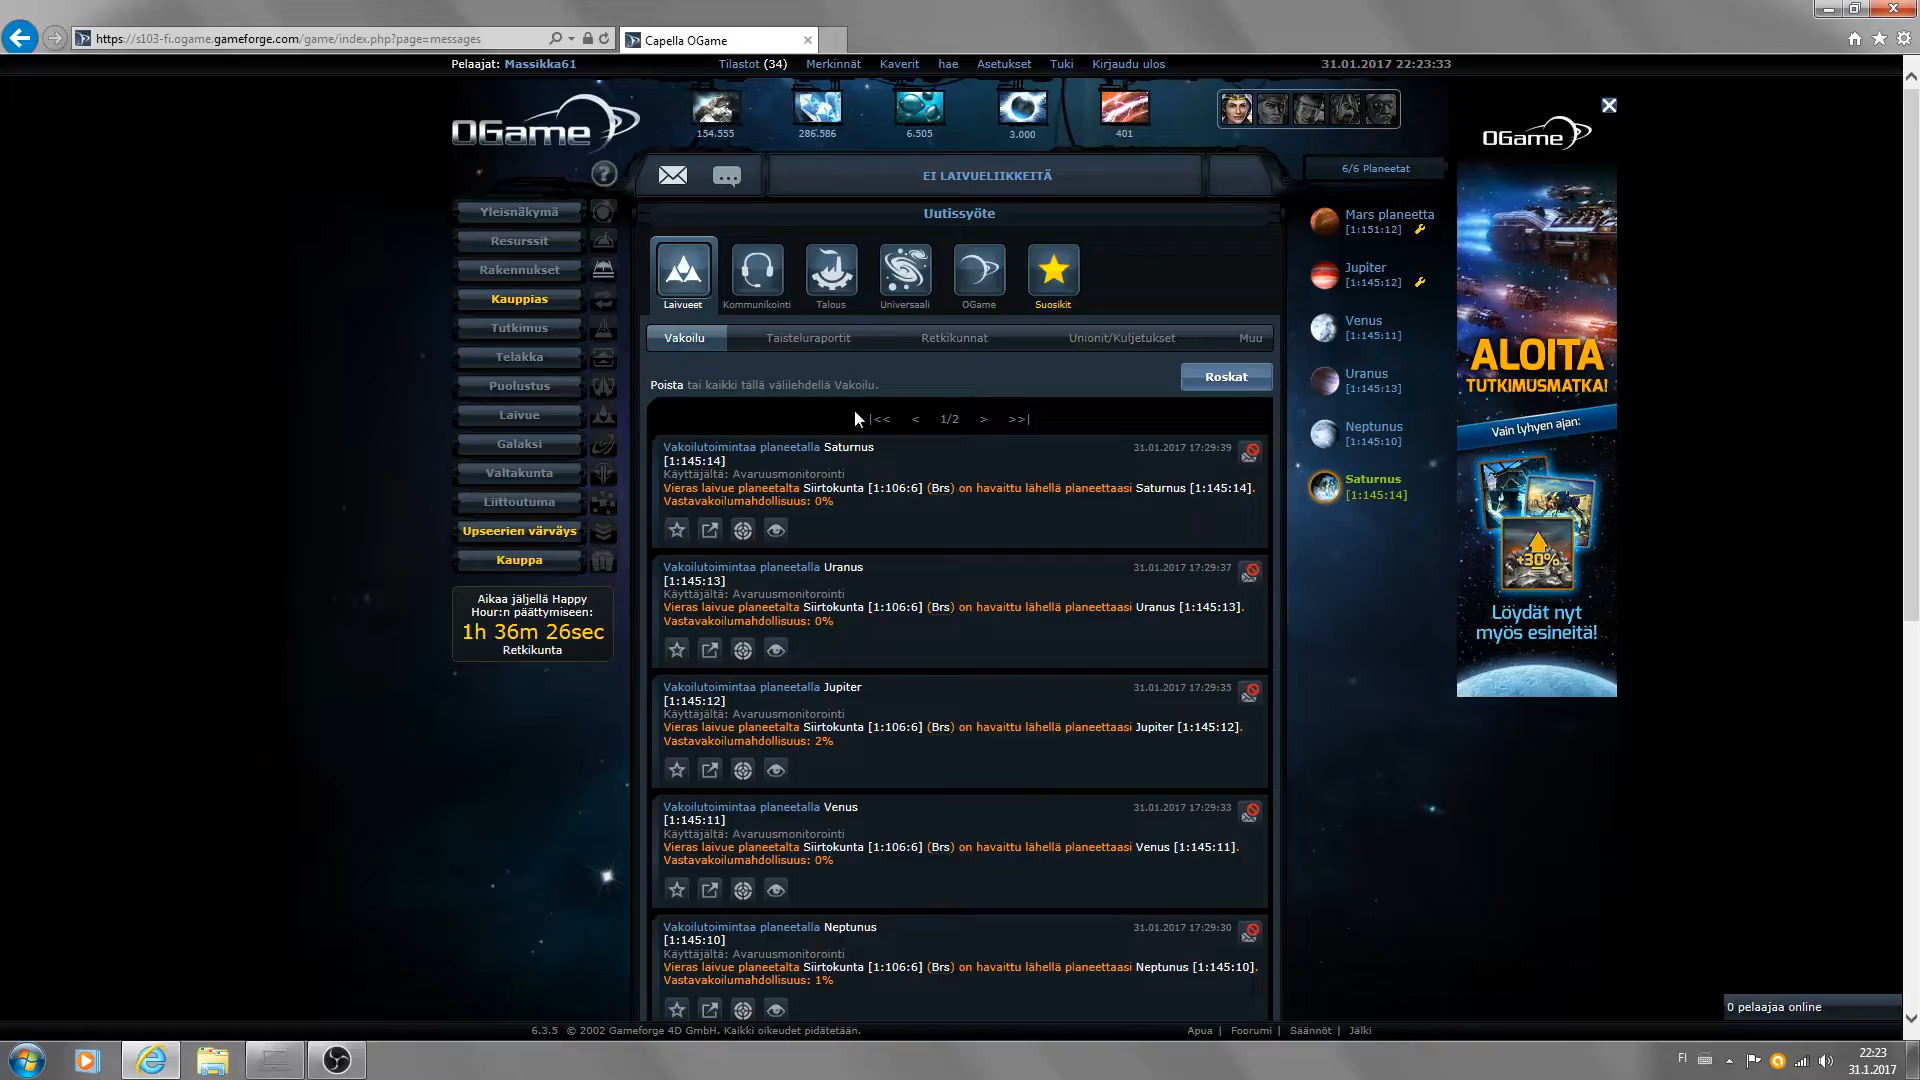 https://s103-fi.ogame.gameforge.com/game/index.php?page=messages
Capella OGame
Pelaajat: Massikka61
Tilastot (34)
Merkinnät
Kaverit
hae
Asetukset
Tuki
Kirjaudu ulos
31.01.2017 22:23:33
OGame
154.555
286.586
6.505
3.000
401
EI LAIVUELIIKKEITÄ
6/6 Planeetat
Uutissyöte
Yleisnäkymä
Resurssit
Rakennukset
Kauppias
Tutkimus
Telakka
Puolustus
Laivue
Galaksi
Valtakunta
Liittoutuma
Upseerien värväys
Kauppa
Aikaa jäljellä Happy
Hour:n päättymiseen:
1h 36m 26sec
Retkikunta
Laivueet
Kommunikointi
Talous
Universaali
OGame
Suosikit
Vakoilu
Taisteluraportit
Retkikunnat
Unionit/Kuljetukset
Muu
Poista tai kaikki tällä välilehdellä Vakoilu.
Roskat
|<< < 1/2 > >>|
Vakoilutoimintaa planeetalla Saturnus
[1:145:14]
31.01.2017 17:29:39
Käyttäjältä: Avaruusmonitorointi
Vieras laivue planeetalta Siirtokunta [1:106:6] (Brs) on havaittu lähellä planeettaasi Saturnus [1:145:14].
Vastavakoilumahdollisuus: 0%
Vakoilutoimintaa planeetalla Uranus
[1:145:13]
31.01.2017 17:29:37
Käyttäjältä: Avaruusmonitorointi
Vieras laivue planeetalta Siirtokunta [1:106:6] (Brs) on havaittu lähellä planeettaasi Uranus [1:145:13].
Vastavakoilumahdollisuus: 0%
Vakoilutoimintaa planeetalla Jupiter
[1:145:12]
31.01.2017 17:29:35
Käyttäjältä: Avaruusmonitorointi
Vieras laivue planeetalta Siirtokunta [1:106:6] (Brs) on havaittu lähellä planeettaasi Jupiter [1:145:12].
Vastavakoilumahdollisuus: 2%
Vakoilutoimintaa planeetalla Venus
[1:145:11]
31.01.2017 17:29:33
Käyttäjältä: Avaruusmonitorointi
Vieras laivue planeetalta Siirtokunta [1:106:6] (Brs) on havaittu lähellä planeettaasi Venus [1:145:11].
Vastavakoilumahdollisuus: 0%
Vakoilutoimintaa planeetalla Neptunus
[1:145:10]
31.01.2017 17:29:30
Käyttäjältä: Avaruusmonitorointi
Vieras laivue planeetalta Siirtokunta [1:106:6] (Brs) on havaittu lähellä planeettaasi Neptunus [1:145:10].
Vastavakoilumahdollisuus: 1%
Mars planeetta
[1:151:12]
Jupiter
[1:145:12]
Venus
[1:145:11]
Uranus
[1:145:13]
Neptunus
[1:145:10]
Saturnus
[1:145:14]
OGame
ALOITA
TUTKIMUSMATKA!
Vain lyhyen ajan:
+30%
Löydät nyt
myös esineitä!
0 pelaajaa online
6.3.5 © 2002 Gameforge 4D GmbH. Kaikki oikeudet pidätetään.
Apua | Foorumi | Säännöt | Jälki
FI
22:23
31.1.2017